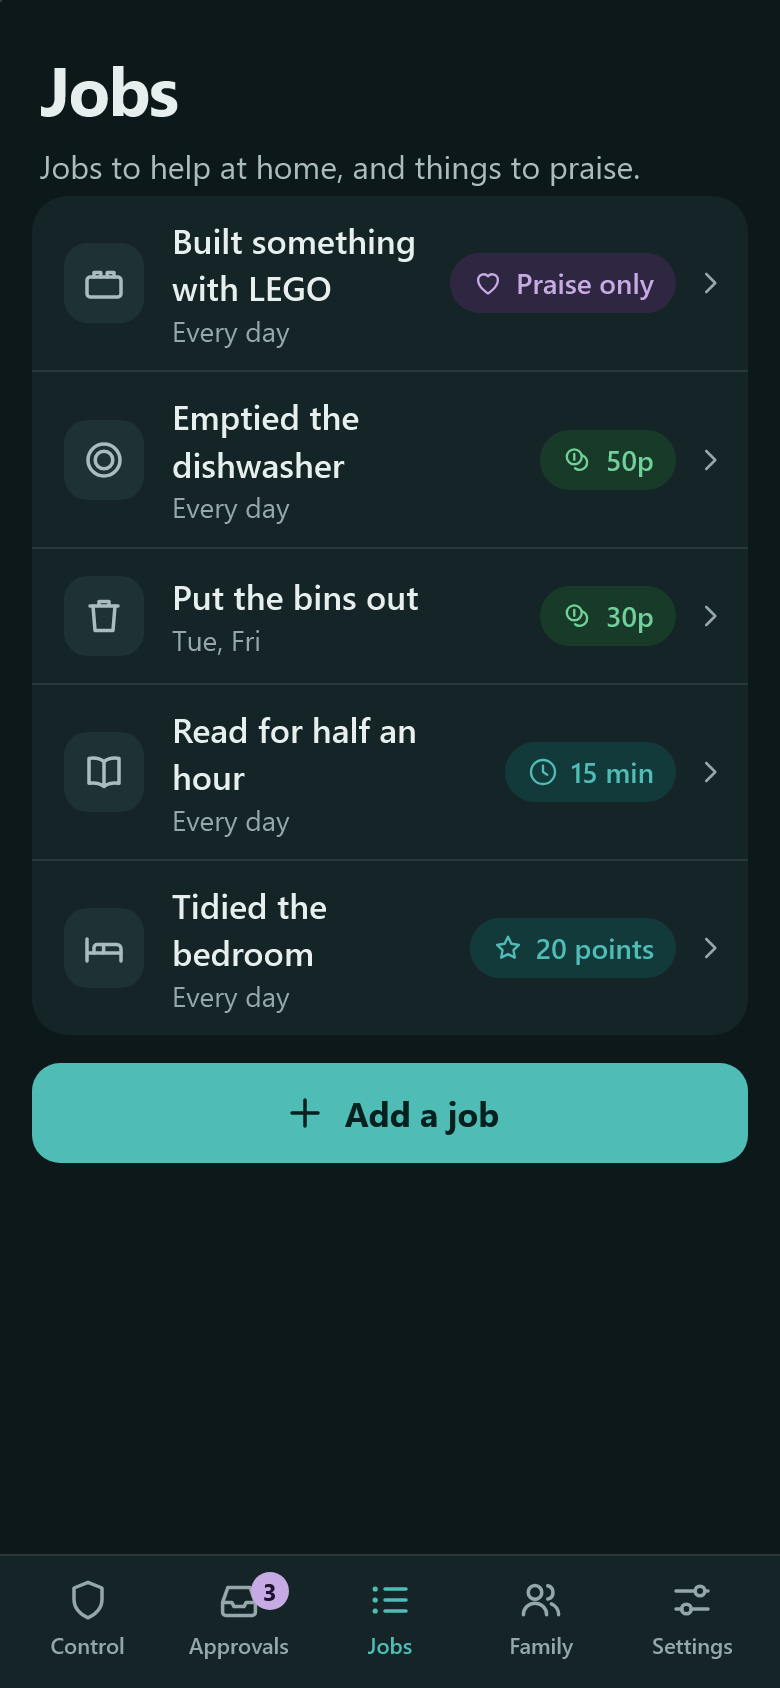 Jobs
Jobs to help at home, and things to praise.
Built something
with LEGO
Every day
Praise only
Emptied the
dishwasher
Every day
50p
Put the bins out
Tue, Fri
30p
Read for half an
hour
Every day
15 min
Tidied the
bedroom
Every day
20 points
Add a job
Control
Approvals
3
Jobs
Family
Settings